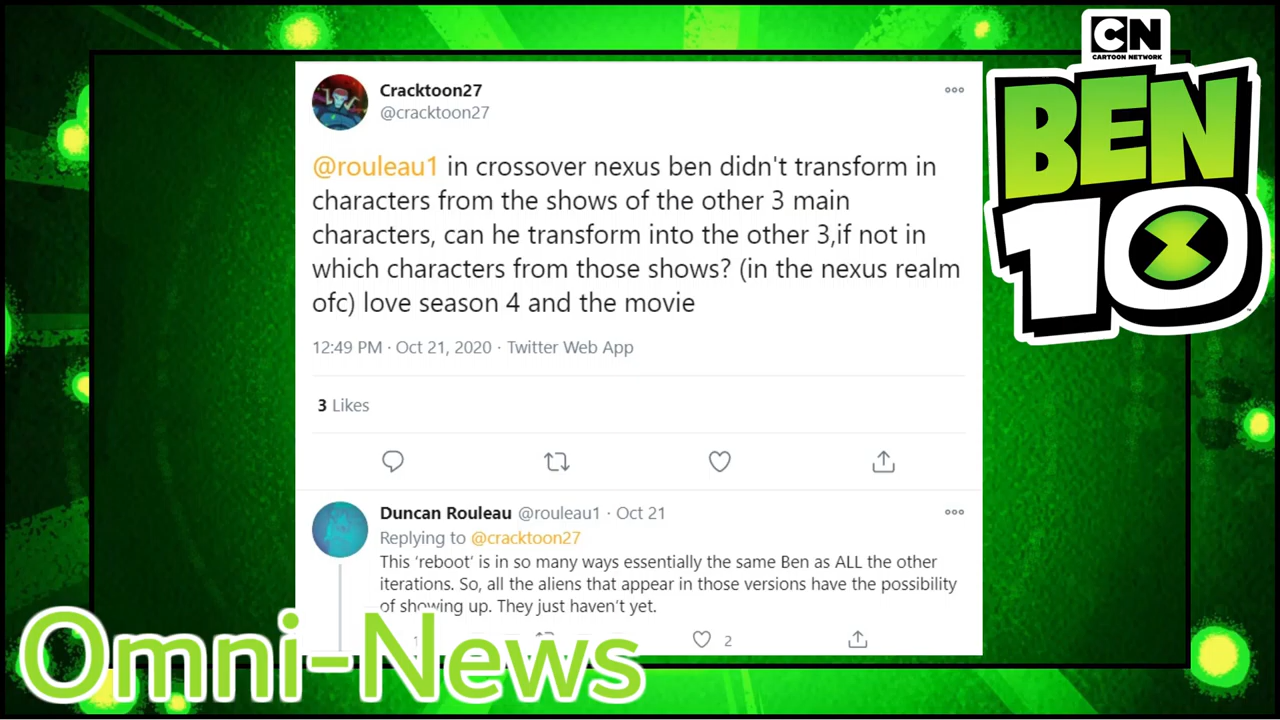 CN
CARTOON NETWORK
BEN
10
Cracktoon27
@cracktoon27
@rouleau1 in crossover nexus ben didn't transform in
characters from the shows of the other 3 main
characters, can he transform into the other 3,if not in
which characters from those shows? (in the nexus realm
ofc) love season 4 and the movie
12:49 PM · Oct 21, 2020 · Twitter Web App
3 Likes
Duncan Rouleau @rouleau1 · Oct 21
Replying to @cracktoon27
This ‘reboot’ is in so many ways essentially the same Ben as ALL the other
iterations. So, all the aliens that appear in those versions have the possibility
of showing up. They just haven’t yet.
1 2
Omni-News